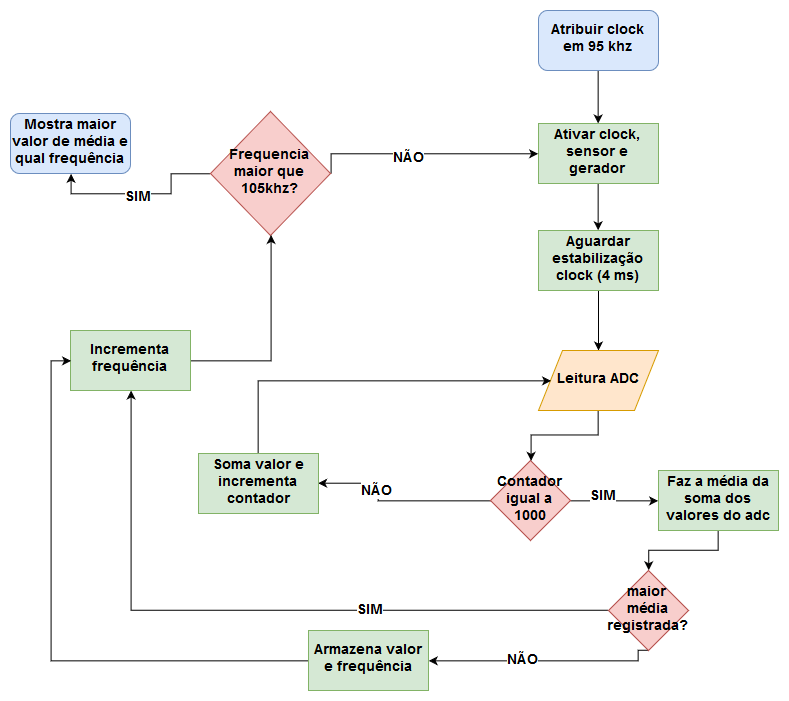 Atribuir clock
em 95 khz
Mostra maior
valor de média e
qual frequência
SIM
Frequencia
maior que
105khz?
NÃO
Ativar clock,
sensor e
gerador
Aguardar
estabilização
clock (4 ms)
Incrementa
frequência
Leitura ADC
Soma valor e
incrementa
contador
NÃO
Contador
igual a
1000
SIM
Faz a média da
soma dos
valores do adc
maior
média
registrada?
SIM
NÃO
Armazena valor
e frequência